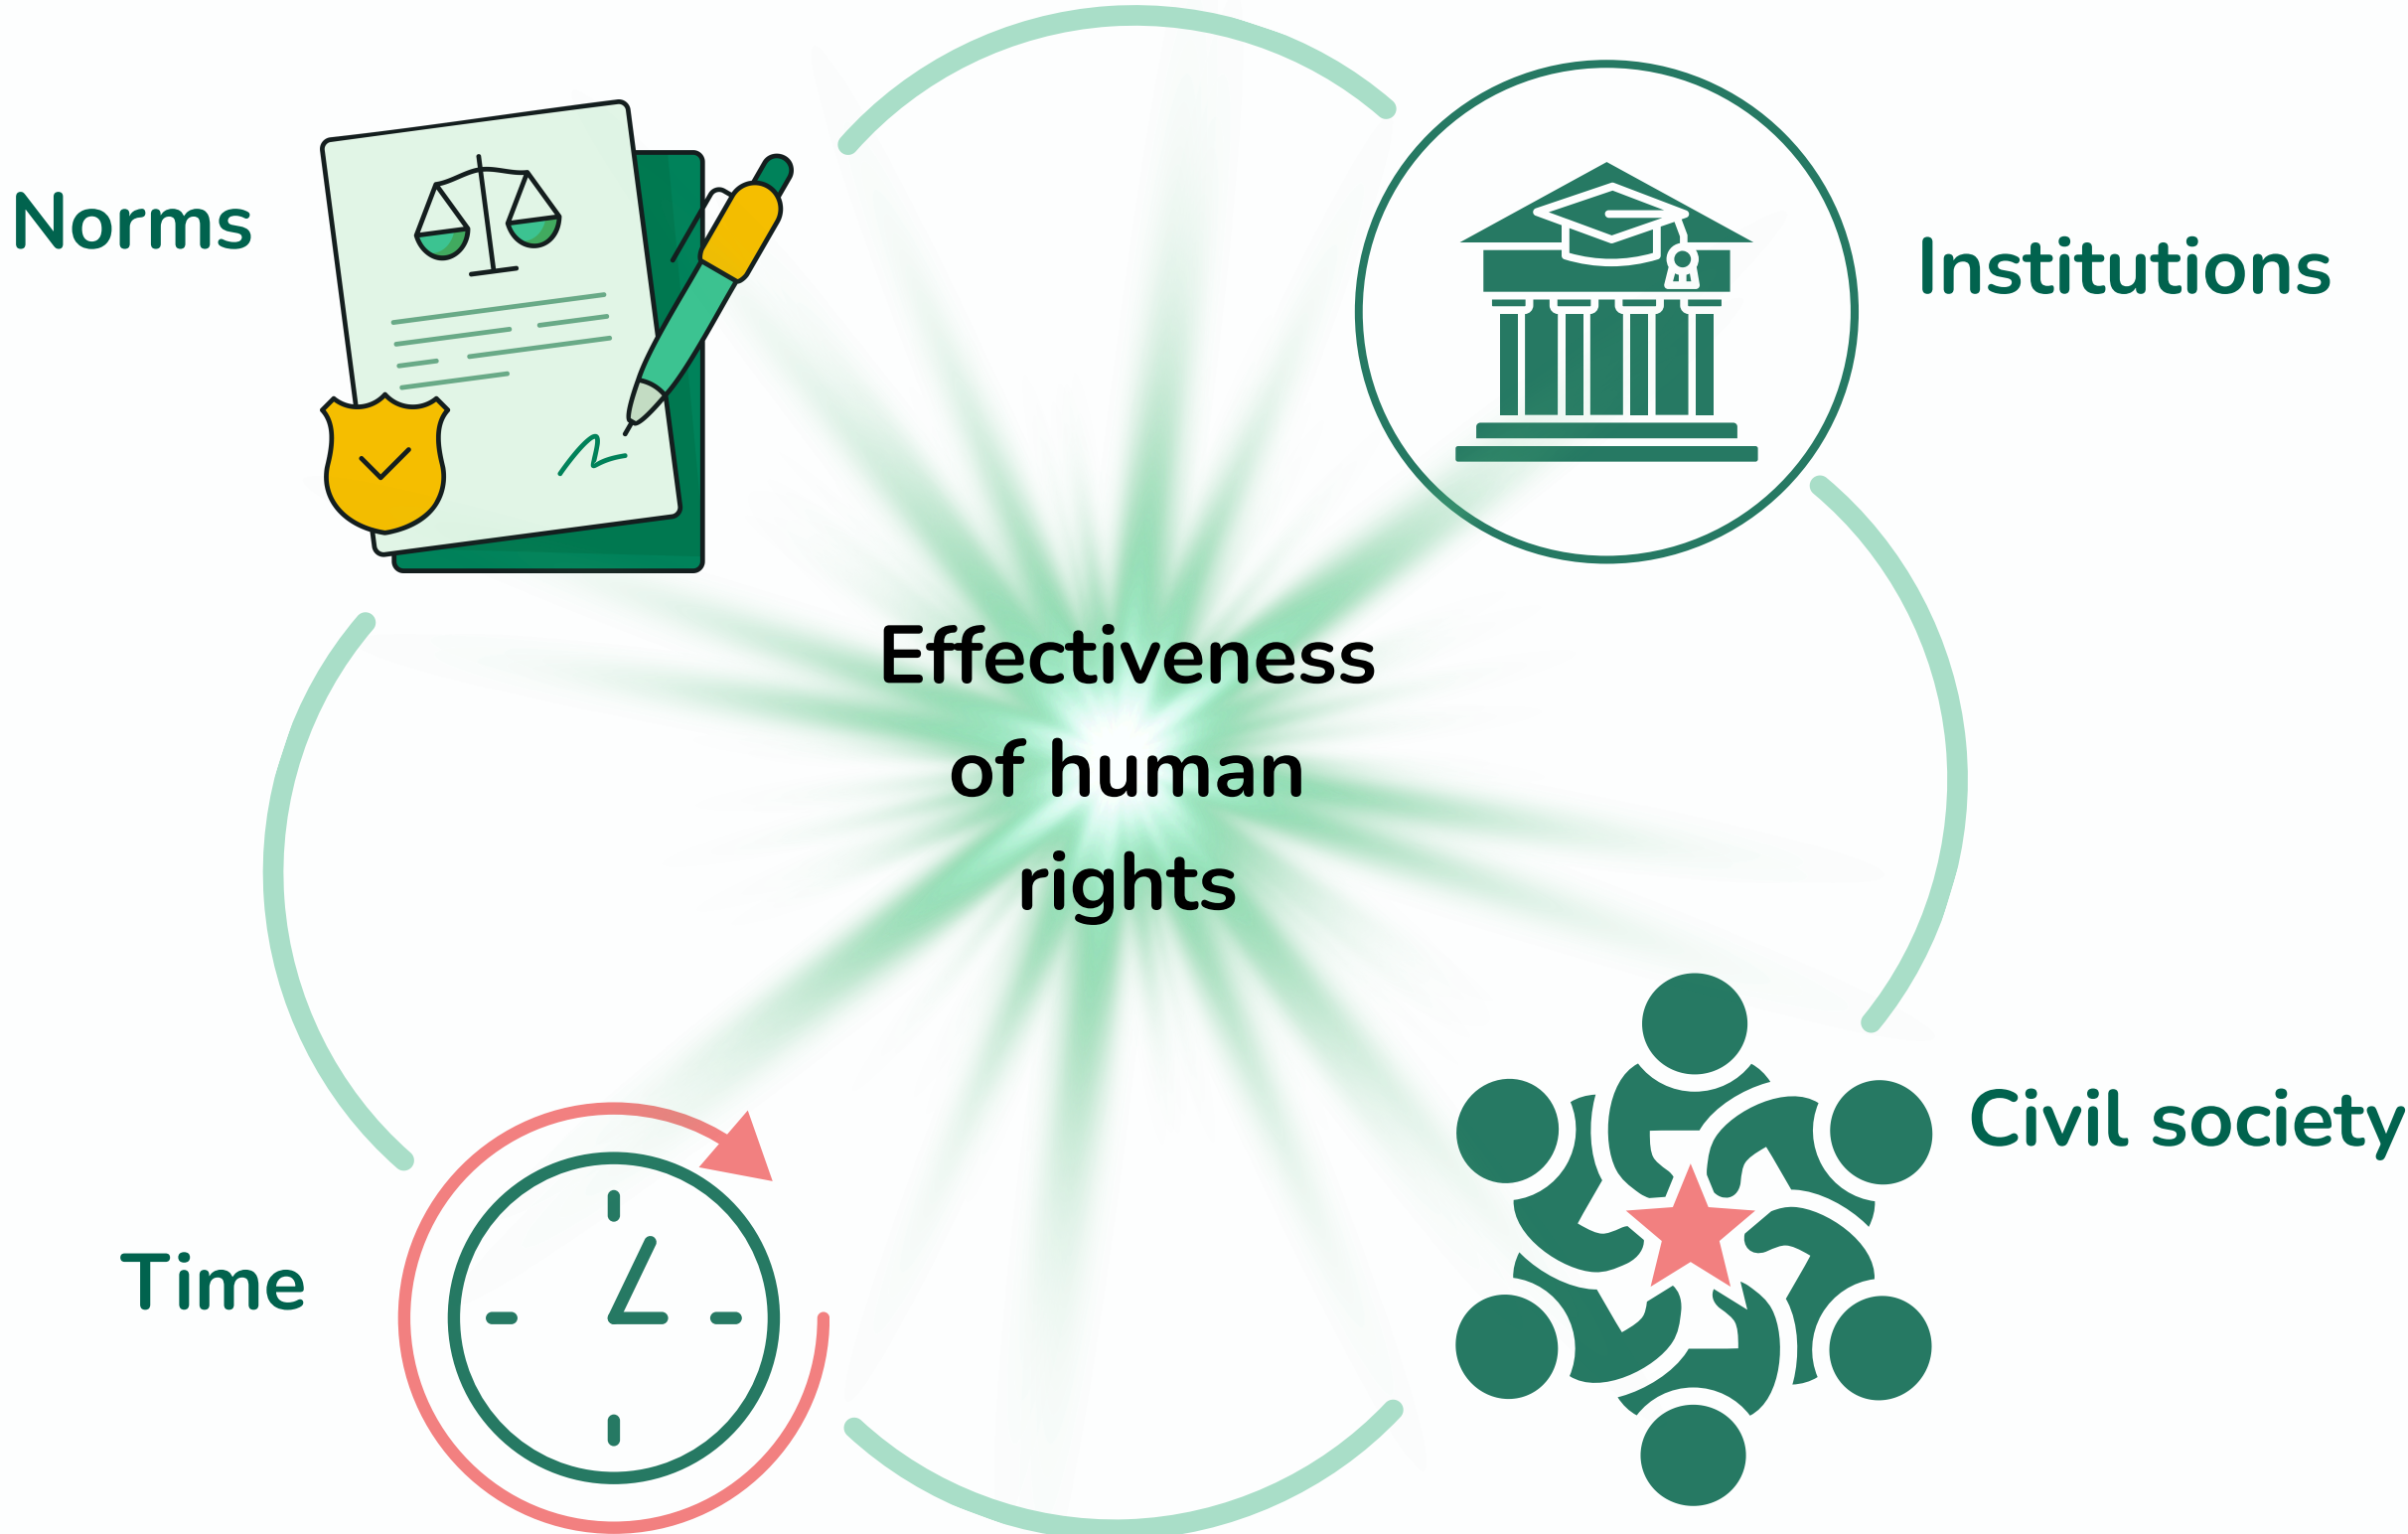 Norms
Institutions
Effectiveness
of human
rights
Civil society
Time